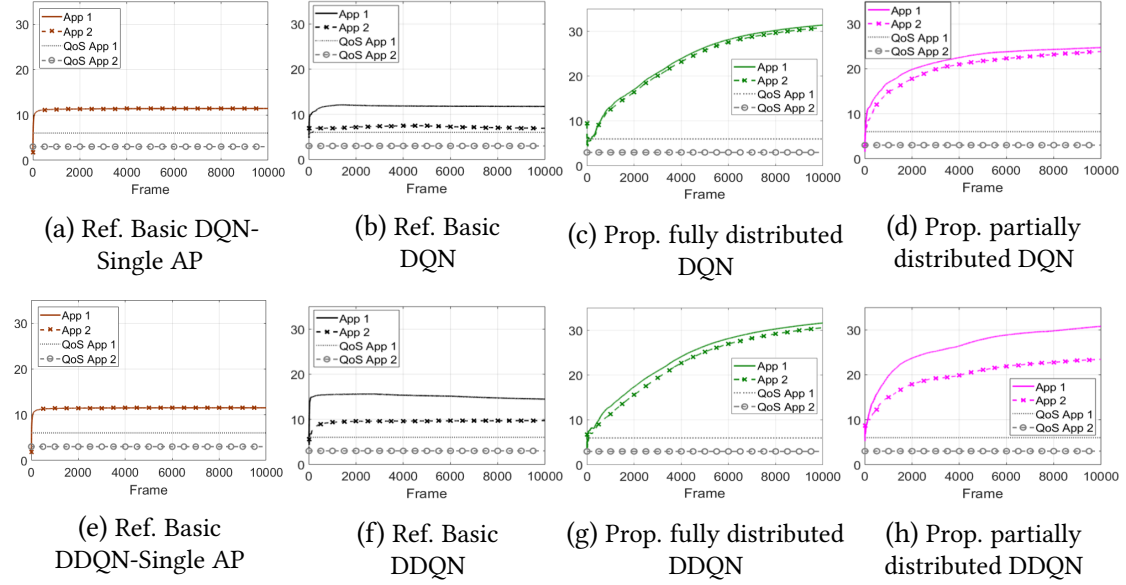 30
20
10
0
App 1
App 2
QoS App 1
QoS App 2
0 2000 4000 6000 8000 10000
Frame
(a) Ref. Basic DQN-
Single AP
30
20
10
0
App 1
App 2
QoS App 1
QoS App 2
0 2000 4000 6000 8000 10000
Frame
(b) Ref. Basic
DQN
30
20
10
0
App 1
App 2
QoS App 1
QoS App 2
0 2000 4000 6000 8000 10000
Frame
(c) Prop. fully distributed
DQN
30
20
10
0
App 1
App 2
QoS App 1
QoS App 2
0 2000 4000 6000 8000 10000
Frame
(d) Prop. partially
distributed DQN
30
20
10
0
App 1
App 2
QoS App 1
QoS App 2
0 2000 4000 6000 8000 10000
Frame
(e) Ref. Basic
DDQN-Single AP
30
20
10
0
App 1
App 2
QoS App 1
QoS App 2
0 2000 4000 6000 8000 10000
Frame
(f) Ref. Basic
DDQN
30
20
10
0
App 1
App 2
QoS App 1
QoS App 2
0 2000 4000 6000 8000 10000
Frame
(g) Prop. fully distributed
DDQN
30
20
10
0
App 1
App 2
QoS App 1
QoS App 2
0 2000 4000 6000 8000 10000
Frame
(h) Prop. partially
distributed DDQN